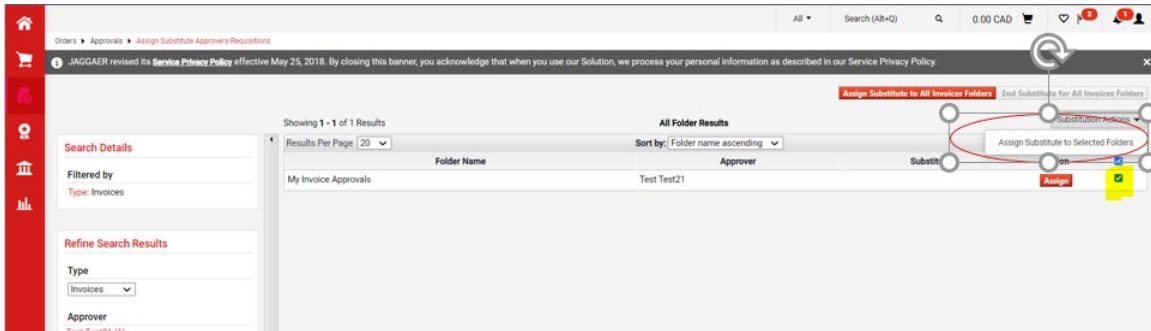 All Search (Alt+Q) 0.00 CAD 2 1
Orders Approvals Assign Substitute Approvers-Requisitions
JAGGAER revised its Service Privacy Policy effective May 25, 2018. By closing this banner, you acknowledge that when you use our Solution, we process your personal information as described in our Service Privacy Policy. ×
Assign Substitute to All Invoices Folders End Substitute for All Invoices Folders
Showing 1 - 1 of 1 Results All Folder Results Substitution Actions
Search Details Results Per Page 20 Sort by: Folder name ascending Assign Substitute to Selected Folders
Folder Name Approver
Filtered by
Type: Invoices My Invoice Approvals Test Test21 Assign
Refine Search Results
Type
Invoices
Approver
Test Test21 (1)